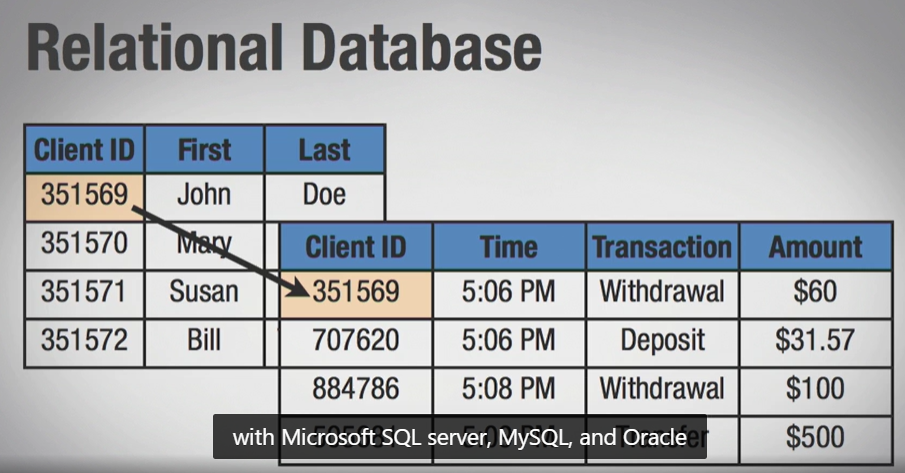 Relational Database
Client ID First Last
351569 John Doe
351570 Mary
351571 Susan
351572 Bill
Client ID Time Transaction Amount
351569 5:06 PM Withdrawal $60
707620 5:06 PM Deposit $31.57
884786 5:08 PM Withdrawal $100
$500
with Microsoft SQL server, MySQL, and Oracle